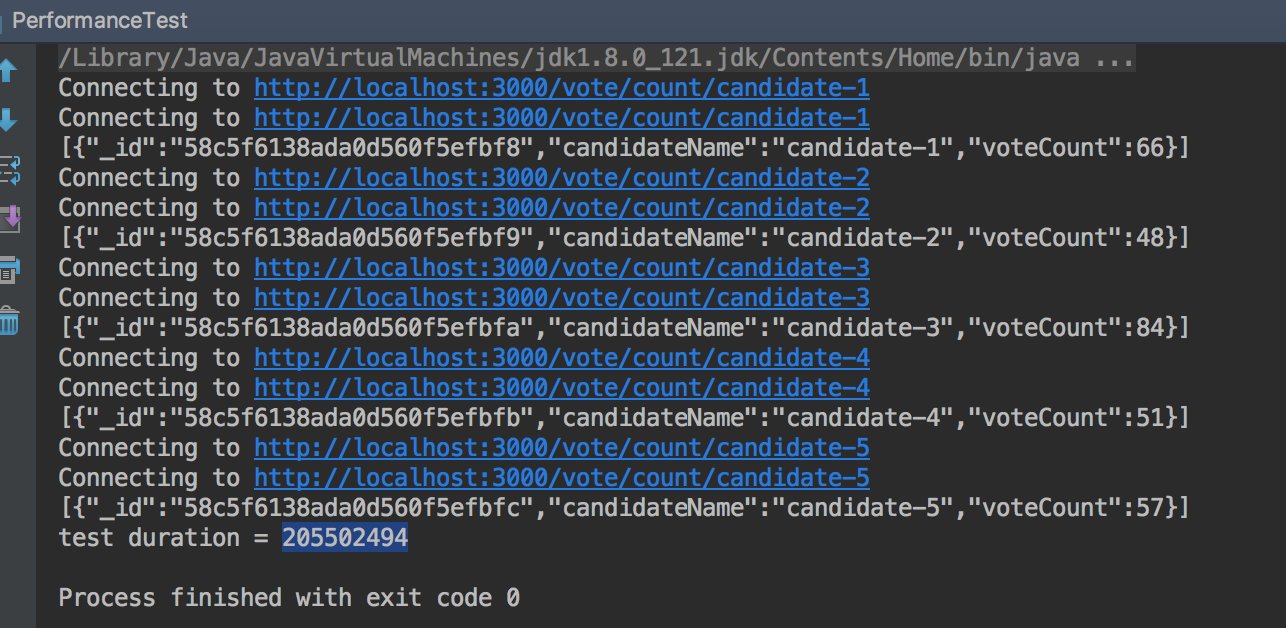 PerformanceTest
/Library/Java/JavaVirtualMachines/jdk1.8.0_121.jdk/Contents/Home/bin/java ...
Connecting to http://localhost:3000/vote/count/candidate-1
Connecting to http://localhost:3000/vote/count/candidate-1
[{"_id":"58c5f6138ada0d560f5efbf8","candidateName":"candidate-1","voteCount":66}]
Connecting to http://localhost:3000/vote/count/candidate-2
Connecting to http://localhost:3000/vote/count/candidate-2
[{"_id":"58c5f6138ada0d560f5efbf9","candidateName":"candidate-2","voteCount":48}]
Connecting to http://localhost:3000/vote/count/candidate-3
Connecting to http://localhost:3000/vote/count/candidate-3
[{"_id":"58c5f6138ada0d560f5efbfa","candidateName":"candidate-3","voteCount":84}]
Connecting to http://localhost:3000/vote/count/candidate-4
Connecting to http://localhost:3000/vote/count/candidate-4
[{"_id":"58c5f6138ada0d560f5efbfb","candidateName":"candidate-4","voteCount":51}]
Connecting to http://localhost:3000/vote/count/candidate-5
Connecting to http://localhost:3000/vote/count/candidate-5
[{"_id":"58c5f6138ada0d560f5efbfc","candidateName":"candidate-5","voteCount":57}]
test duration = 205502494
Process finished with exit code 0